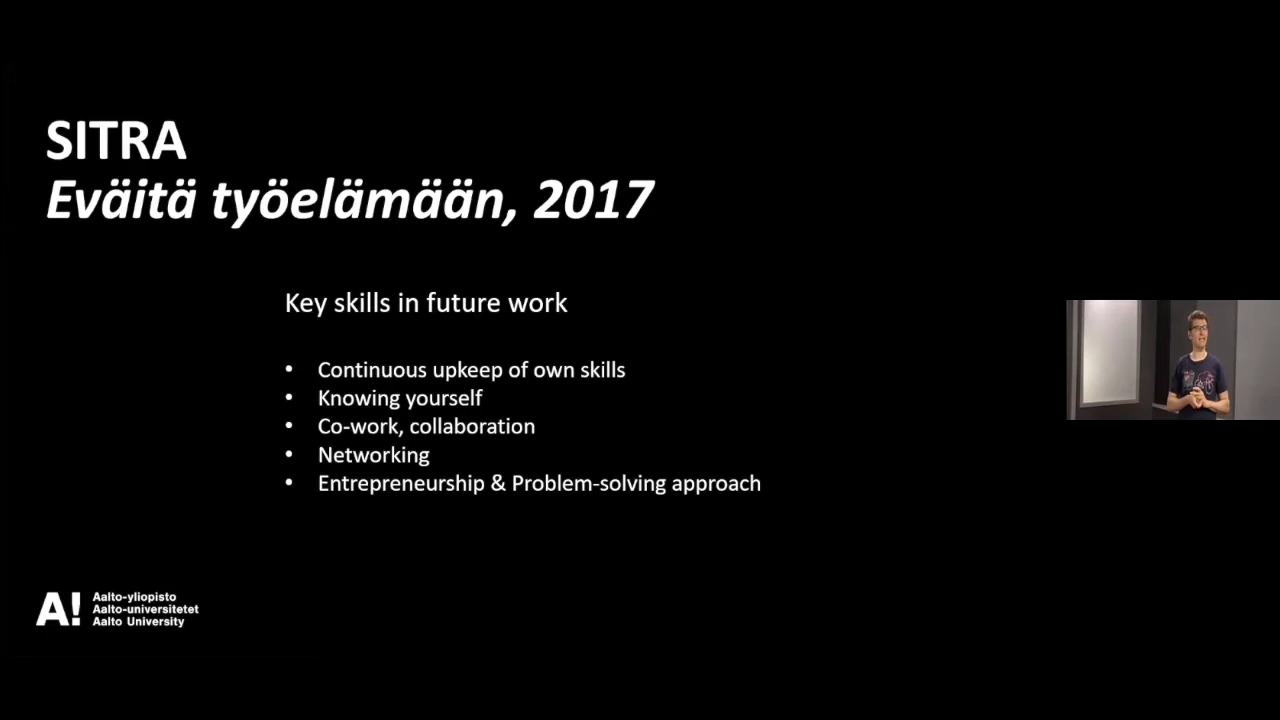 SITRA
Eväitä työelämään, 2017
Key skills in future work
• Continuous upkeep of own skills
• Knowing yourself
• Co-work, collaboration
• Networking
• Entrepreneurship & Problem-solving approach
A!
Aalto-yliopisto
Aalto-universitetet
Aalto University